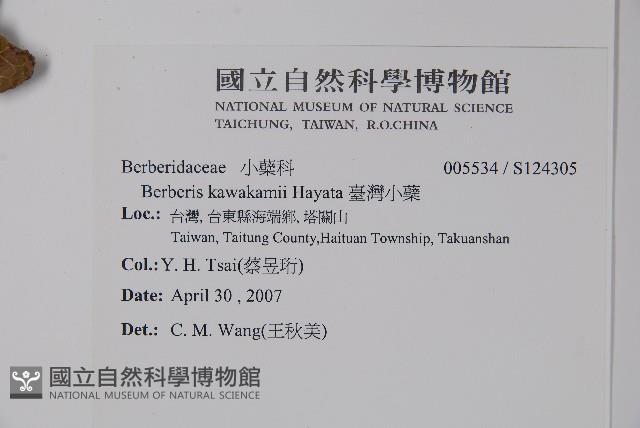 國立自然科學博物館
NATIONAL MUSEUM OF NATURAL SCIENCE
TAICHUNG, TAIWAN, R.O.CHINA
Berberidaceae 小蘗科 005534 / S124305
Berberis kawakamii Hayata 臺灣小蘗
Loc.: 台灣, 台東縣海端鄉, 塔關山
Taiwan, Taitung County,Haituan Township, Takuanshan
Col.: Y. H. Tsai(蔡昱珩)
Date: April 30 , 2007
Det.: C. M. Wang(王秋美)
國立自然科學博物館
NATIONAL MUSEUM OF NATURAL SCIENCE